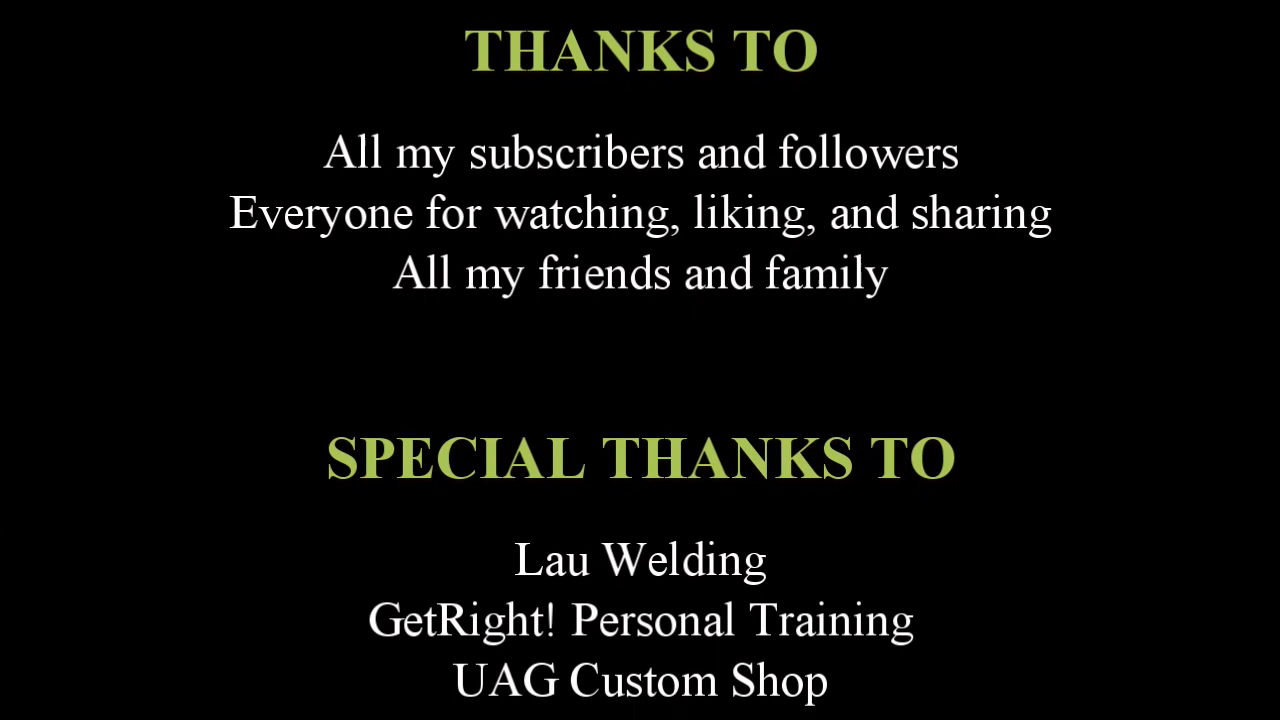 THANKS TO
All my subscribers and followers
Everyone for watching, liking, and sharing
All my friends and family
SPECIAL THANKS TO
Lau Welding
GetRight! Personal Training
UAG Custom Shop